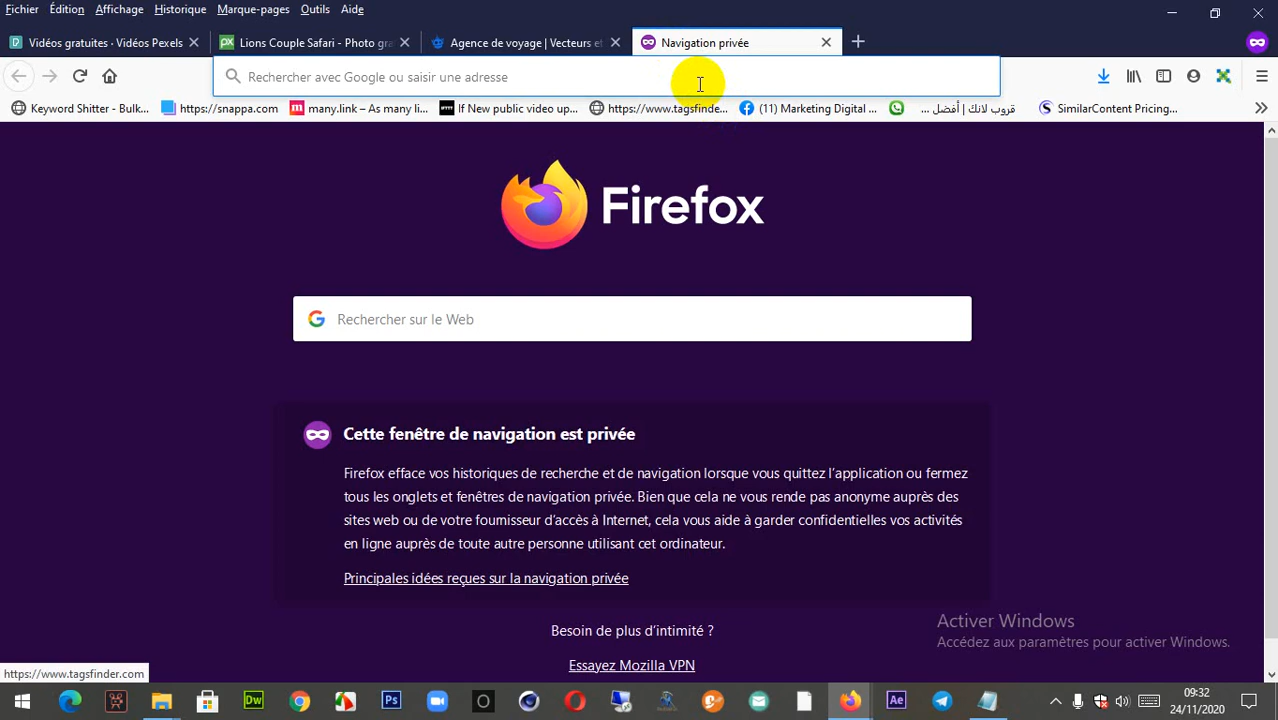 Fichier Édition Affichage Historique Marque-pages Outils Aide
Vidéos gratuites · Vidéos Pexels Lions Couple Safari - Photo gra Agence de voyage | Vecteurs et Navigation privée
Rechercher avec Google ou saisir une adresse
Keyword Shitter - Bulk... https://snappa.com many.link – As many link... If New public video up... https://www.tagsfinde... (11) Marketing Digital ... قروب لانك | أفضل ... SimilarContent Pricing...
Firefox
Rechercher sur le Web
Cette fenêtre de navigation est privée
Firefox efface vos historiques de recherche et de navigation lorsque vous quittez l’application ou fermez
tous les onglets et fenêtres de navigation privée. Bien que cela ne vous rende pas anonyme auprès des
sites web ou de votre fournisseur d’accès à Internet, cela vous aide à garder confidentielles vos activités
en ligne auprès de toute autre personne utilisant cet ordinateur.
Principales idées reçues sur la navigation privée
Besoin de plus d’intimité ?
Essayez Mozilla VPN
Activer Windows
Accédez aux paramètres pour activer Windows.
https://www.tagsfinder.com
09:32
24/11/2020